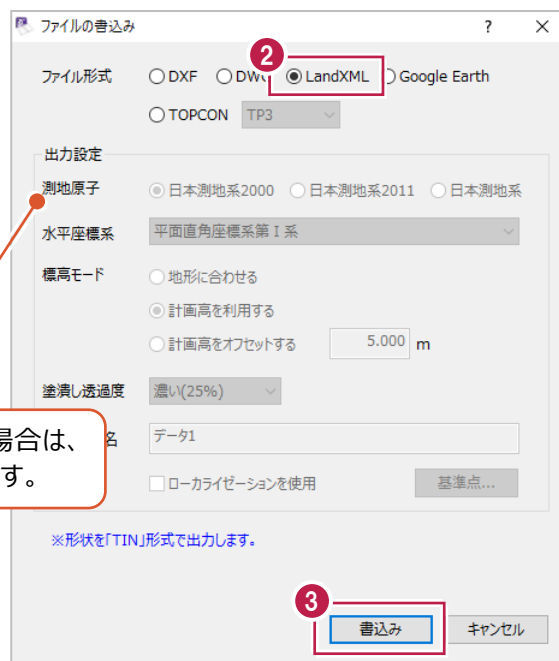 ファイルの書込み ? ×
2
ファイル形式 DXF DW LandXML Google Earth
TOPCON TP3
出力設定
測地原子 日本測地系2000 日本測地系2011 日本測地系
水平座標系 平面直角座標系第Ⅰ系
標高モード 地形に合わせる
計画高を利用する
計画高をオフセットする 5.000 m
塗潰し透過度 濃い(25%)
場合は、
す。
名 データ1
ローカライゼーションを使用 基準点...
※形状を「TIN」形式で出力します。
3
書込み キャンセル